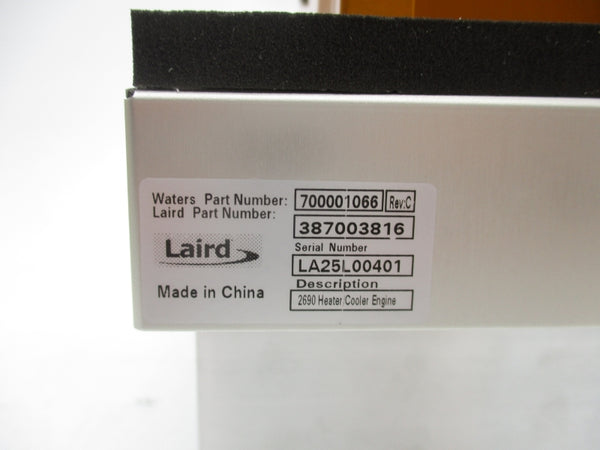 Waters Part Number: 700001066 Rev:C
Laird Part Number: 387003816
Serial Number
Laird LA25L00401
Description
Made in China 2690 Heater/Cooler Engine